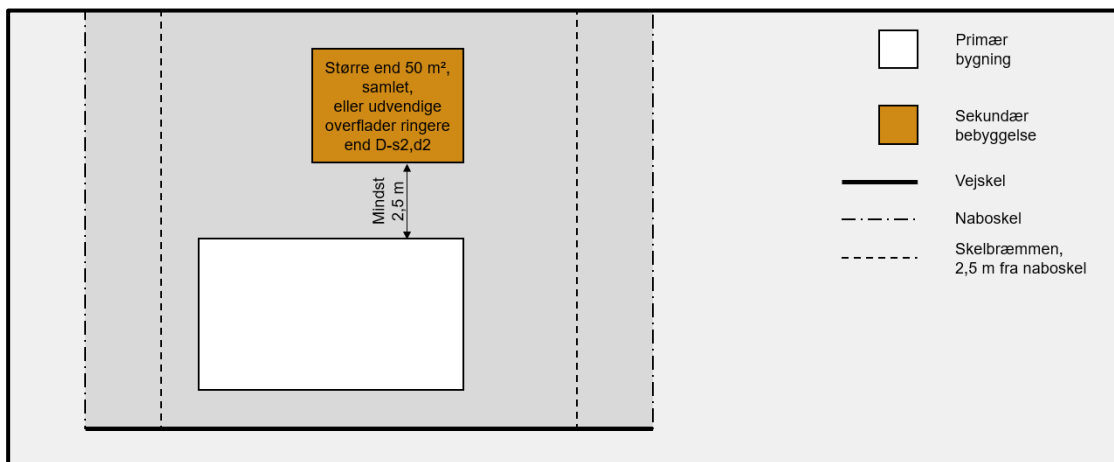 Større end 50 m²,
samlet,
eller udvendige
overflader ringere
end D-s2,d2
Mindst
2,5 m
Primær
bygning
Sekundær
bebyggelse
Vejskel
Naboskel
Skelbræmmen,
2,5 m fra naboskel